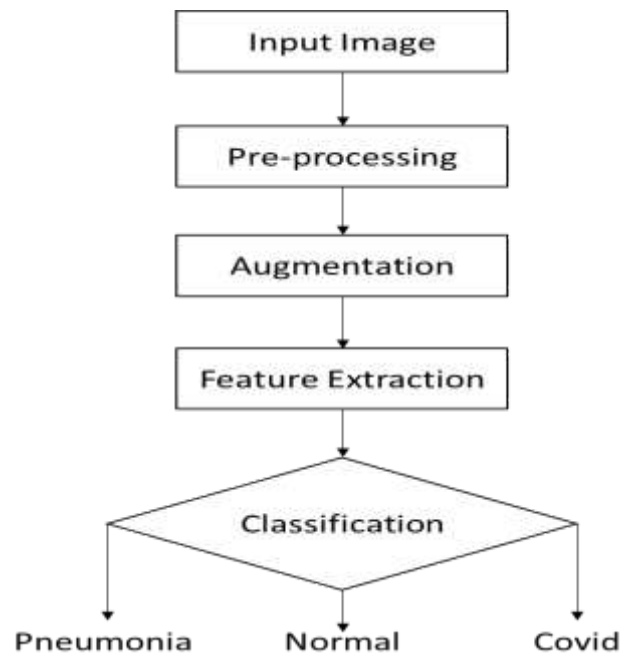 Input Image
Pre-processing
Augmentation
Feature Extraction
Classification
Pneumonia Normal Covid